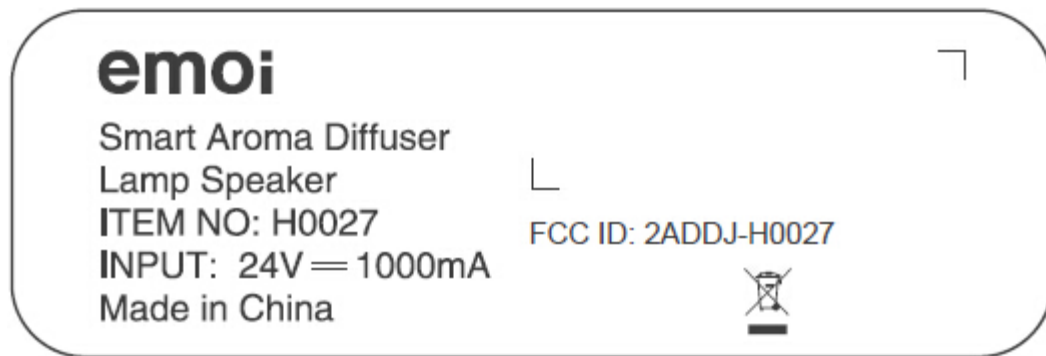 emoi
Smart Aroma Diffuser
Lamp Speaker
ITEM NO: H0027
INPUT: 24V⎓1000mA
Made in China
FCC ID: 2ADDJ-H0027